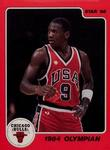 STAR '86
USA
9
CHICAGO
BULLS
1984 OLYMPIAN